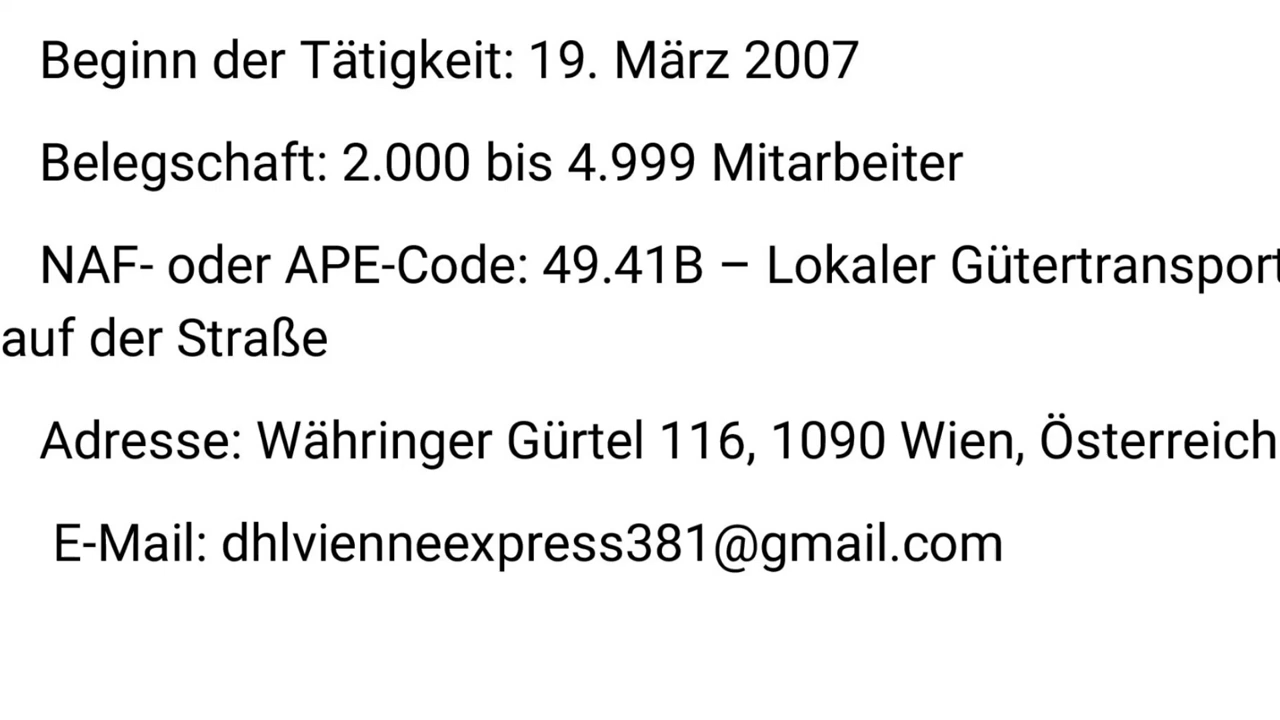 Beginn der Tätigkeit: 19. März 2007
Belegschaft: 2.000 bis 4.999 Mitarbeiter
NAF- oder APE-Code: 49.41B – Lokaler Gütertransport
auf der Straße
Adresse: Währinger Gürtel 116, 1090 Wien, Österreich
E-Mail: dhlvienneexpress381@gmail.com